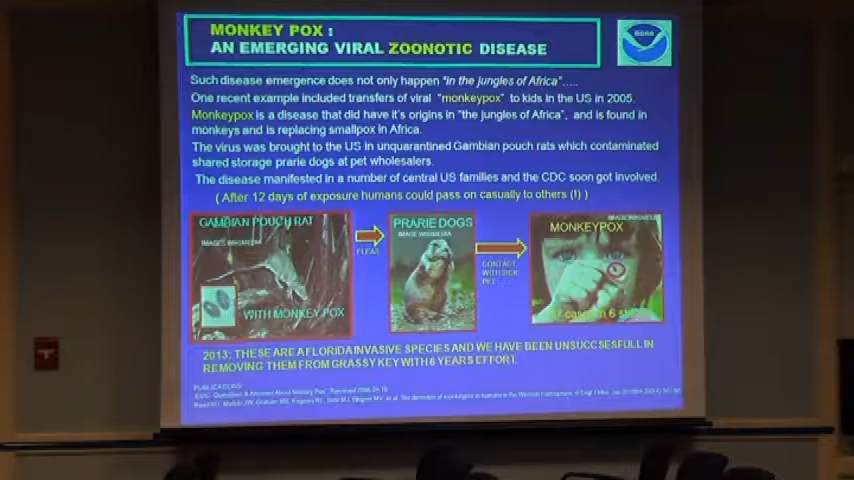 MONKEY POX :
AN EMERGING VIRAL ZOONOTIC DISEASE
NOAA
Such disease emergence does not only happen "in the jungles of Africa".....
One recent example included transfers of viral "monkeypox" to kids in the US in 2005.
Monkeypox is a disease that did have it's origins in "the jungles of Africa", and is found in
monkeys and is replacing smallpox in Africa.
The virus was brought to the US in unquarantined Gambian pouch rats which contaminated
shared storage prarie dogs at pet wholesalers.
The disease manifested in a number of central US families and the CDC soon got involved.
( After 12 days of exposure humans could pass on casually to others (!) )
GAMBIAN POUCH RAT
IMAGES WIKIMEDIA
WITH MONKEY POX
FLEAS
PRARIE DOGS
IMAGE WIKIMEDIA
CONTACT
WITH SICK
PET
MONKEYPOX
2013: THESE ARE A FLORIDA INVASIVE SPECIES AND WE HAVE BEEN UNSUCCSESFULL IN
REMOVING THEM FROM GRASSY KEY WITH 6 YEARS EFFORT.
PUBLICATIONS